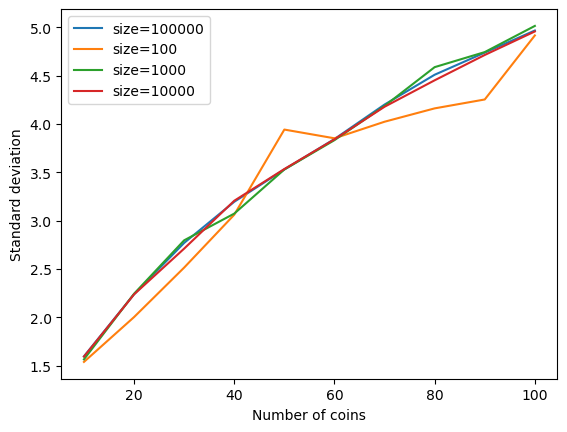 size=100000
size=100
size=1000
size=10000
Standard deviation
5.0
4.5
4.0
3.5
3.0
2.5
2.0
1.5
20 40 60 80 100
Number of coins